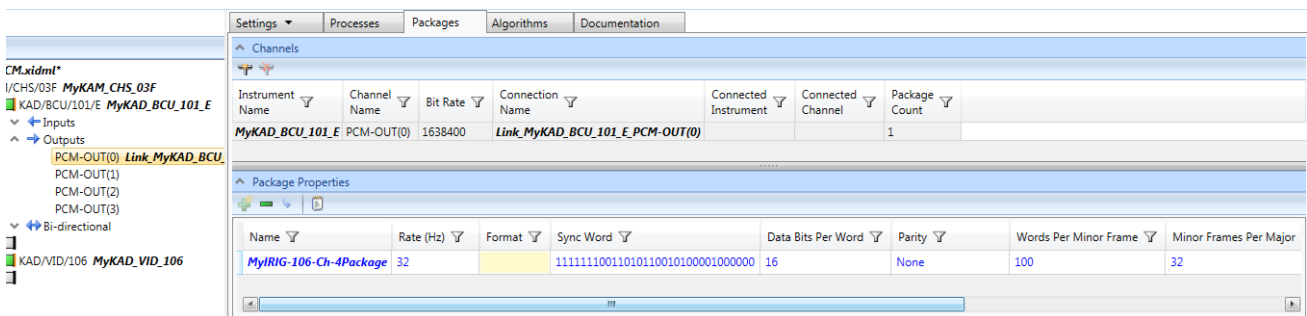 Settings Processes Packages Algorithms Documentation
Channels
CM.xidml*
/CHS/03F MyKAM_CHS_03F
KAD/BCU/101/E MyKAD_BCU_101_E
Inputs
Outputs
PCM-OUT(0) Link_MyKAD_BCU_
PCM-OUT(1)
PCM-OUT(2)
PCM-OUT(3)
Bi-directional
KAD/VID/106 MyKAD_VID_106
Instrument Name Channel Name Bit Rate Connection Name Connected Instrument Connected Channel Package Count
MyKAD_BCU_101_E PCM-OUT(0) 1638400 Link_MyKAD_BCU_101_E_PCM-OUT(0) 1
Package Properties
Name Rate (Hz) Format Sync Word Data Bits Per Word Parity Words Per Minor Frame Minor Frames Per Major
MyIRIG-106-Ch-4Package 32 11111110011010110010100001000000 16 None 100 32